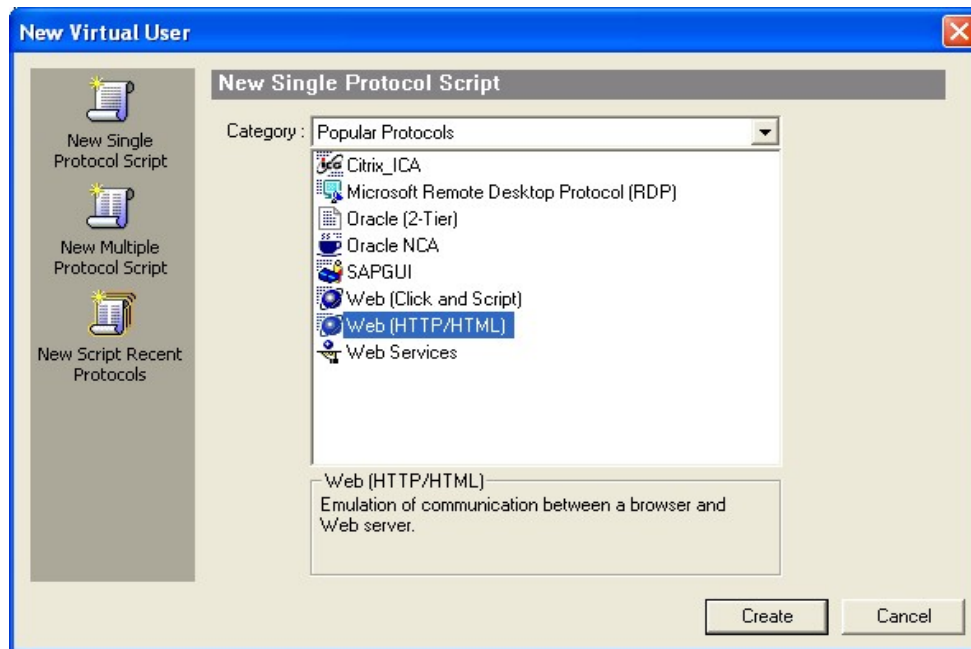 New Virtual User
New Single
Protocol Script
New Multiple
Protocol Script
New Script Recent
Protocols
New Single Protocol Script
Category : Popular Protocols
Citrix_ICA
Microsoft Remote Desktop Protocol (RDP)
Oracle (2-Tier)
Oracle NCA
SAPGUI
Web (Click and Script)
Web (HTTP/HTML)
Web Services
Web (HTTP/HTML)
Emulation of communication between a browser and
Web server.
Create Cancel